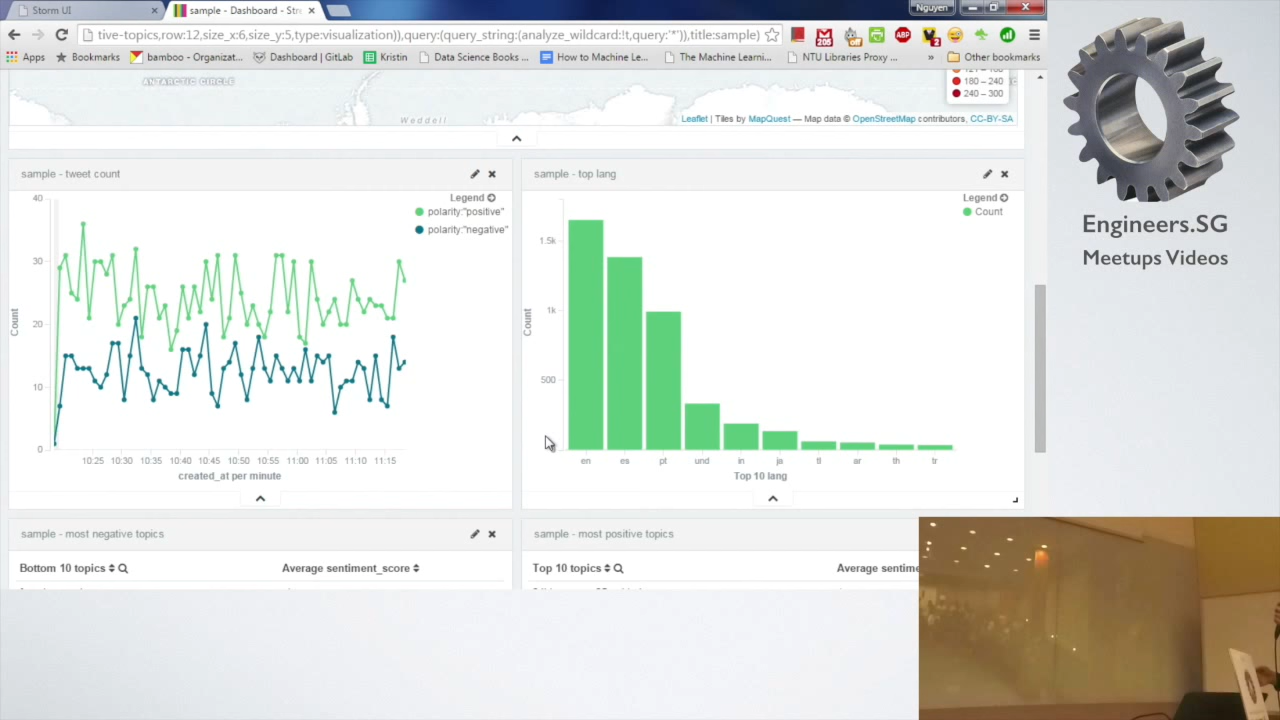 Storm UI
sample - Dashboard - Str
Nguyen
tive-topics,row:12,size_x:6,size_y:5,type:visualization)),query:(query_string:(analyze_wildcard:!t,query:'*')),title:sample)
Apps
Bookmarks
bamboo - Organizat...
Dashboard | GitLab
Kristin
Data Science Books ...
How to Machine Le...
The Machine Learni...
NTU Libraries Proxy ...
»
Other bookmarks
ANTARCTIC CIRCLE
Weddell
180 – 240
240 – 300
Leaflet | Tiles by MapQuest — Map data © OpenStreetMap contributors, CC-BY-SA
sample - tweet count
Legend
polarity:"positive"
polarity:"negative"
40
30
20
10
0
Count
10:25 10:30 10:35 10:40 10:45 10:50 10:55 11:00 11:05 11:10 11:15
created_at per minute
sample - top lang
Legend
Count
1.5k
1k
500
Count
en es pt und in ja tl ar th tr
Top 10 lang
sample - most negative topics
Bottom 10 topics Average sentiment_score
sample - most positive topics
Top 10 topics Average sentime
Engineers.SG
Meetups Videos